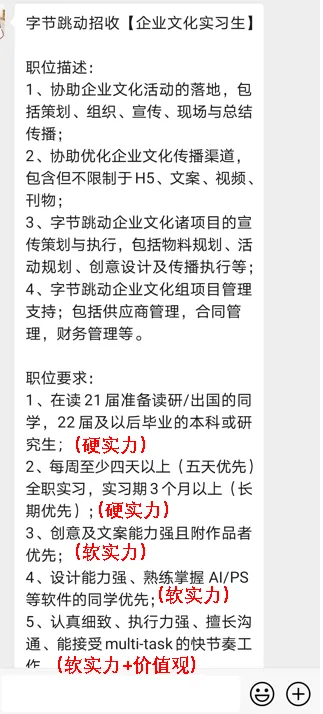 字节跳动招收【企业文化实习生】
职位描述：
1、协助企业文化活动的落地，包
括策划、组织、宣传、现场与总结
传播；
2、协助优化企业文化传播渠道，
包含但不限制于H5、文案、视频、
刊物；
3、字节跳动企业文化诸项目的宣
传策划与执行，包括物料规划、活
动规划、创意设计及传播执行等；
4、字节跳动企业文化组项目管理
支持；包括供应商管理，合同管
理，财务管理等。
职位要求：
1、在读21届准备读研/出国的同
学，22届及以后毕业的本科或研
究生；(硬实力)
2、每周至少四天以上（五天优先）
全职实习，实习期3个月以上（长
期优先）；(硬实力)
3、创意及文案能力强且附作品者
优先；(软实力)
4、设计能力强、熟练掌握 AI/PS
等软件的同学优先；(软实力)
5、认真细致、执行力强、擅长沟
通、能接受multi-task的快节奏工
作 (软实力+价值观)